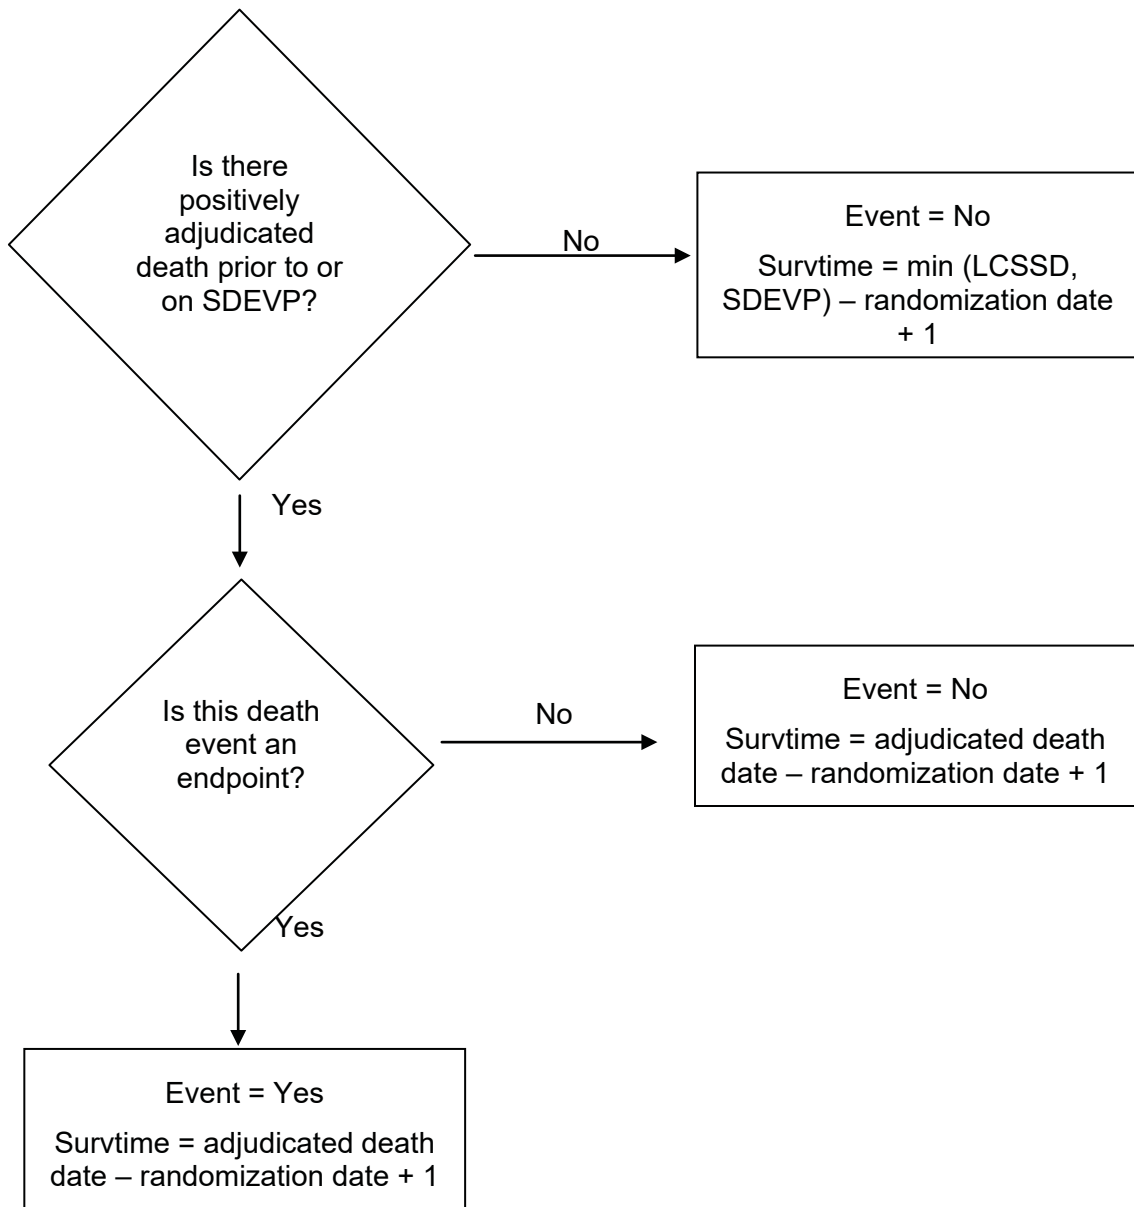 Is there
positively
adjudicated
death prior to or
on SDEVP?
No
Event = No
Survtime = min (LCSSD,
SDEVP) – randomization date
+ 1
Yes
Is this death
event an
endpoint?
No
Event = No
Survtime = adjudicated death
date – randomization date + 1
Yes
Event = Yes
Survtime = adjudicated death
date – randomization date + 1